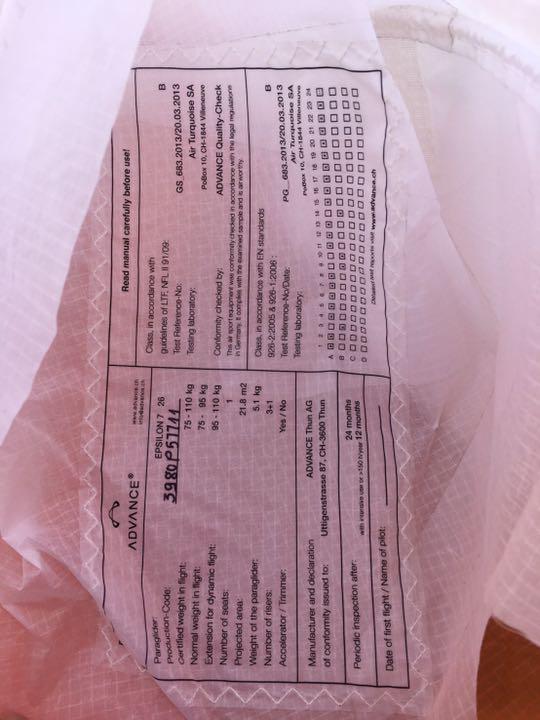 ADVANCE®
www.advance.ch
info@advance.ch
Paraglider: EPSILON 7 26
Production-Code: 3980P57711
Certified weight in flight: 75 - 110 kg
Normal weight in flight: 75 - 95 kg
Extension for dynamic flight: 95 - 110 kg
Number of seats: 1
Projected area: 21.8 m2
Weight of the paraglider: 5.1 kg
Number of risers: 3+1
Accelerator / Trimmer: Yes / No
Manufacturer and declaration ADVANCE Thun AG
of conformity issued to: Uttigenstrasse 87, CH-3600 Thun
Periodic inspection after: 24 months
with intensive use or >150 h/year 12 months
Date of first flight / Name of pilot:
Read manual carefully before use!
Class, in accordance with
guidelines of LTF, NFL II 91/09: B
Test Reference-No: GS_683.2013/20.03.2013
Testing laboratory: Air Turquoise SA
PoBox 10, CH-1844 Villeneuve
Conformity checked by: ADVANCE Quality-Check
This air sport equipment was conformity checked in accordance with the legal regulations
in Germany. It complies with the examined sample and is airworthy.
Class, in accordance with EN standards
926-2:2005 & 926-1:2006 : B
Test Reference-No/Date: PG_ 683.2013/20.03.2013
Testing laboratory: Air Turquoise SA
PoBox 10, CH-1844 Villeneuve
1 2 3 4 5 6 7 8 9 10 11 12 13 14 15 16 17 18 19 20 21 22 23 24
A
B
C
D
Detailed test reports visit www.advance.ch